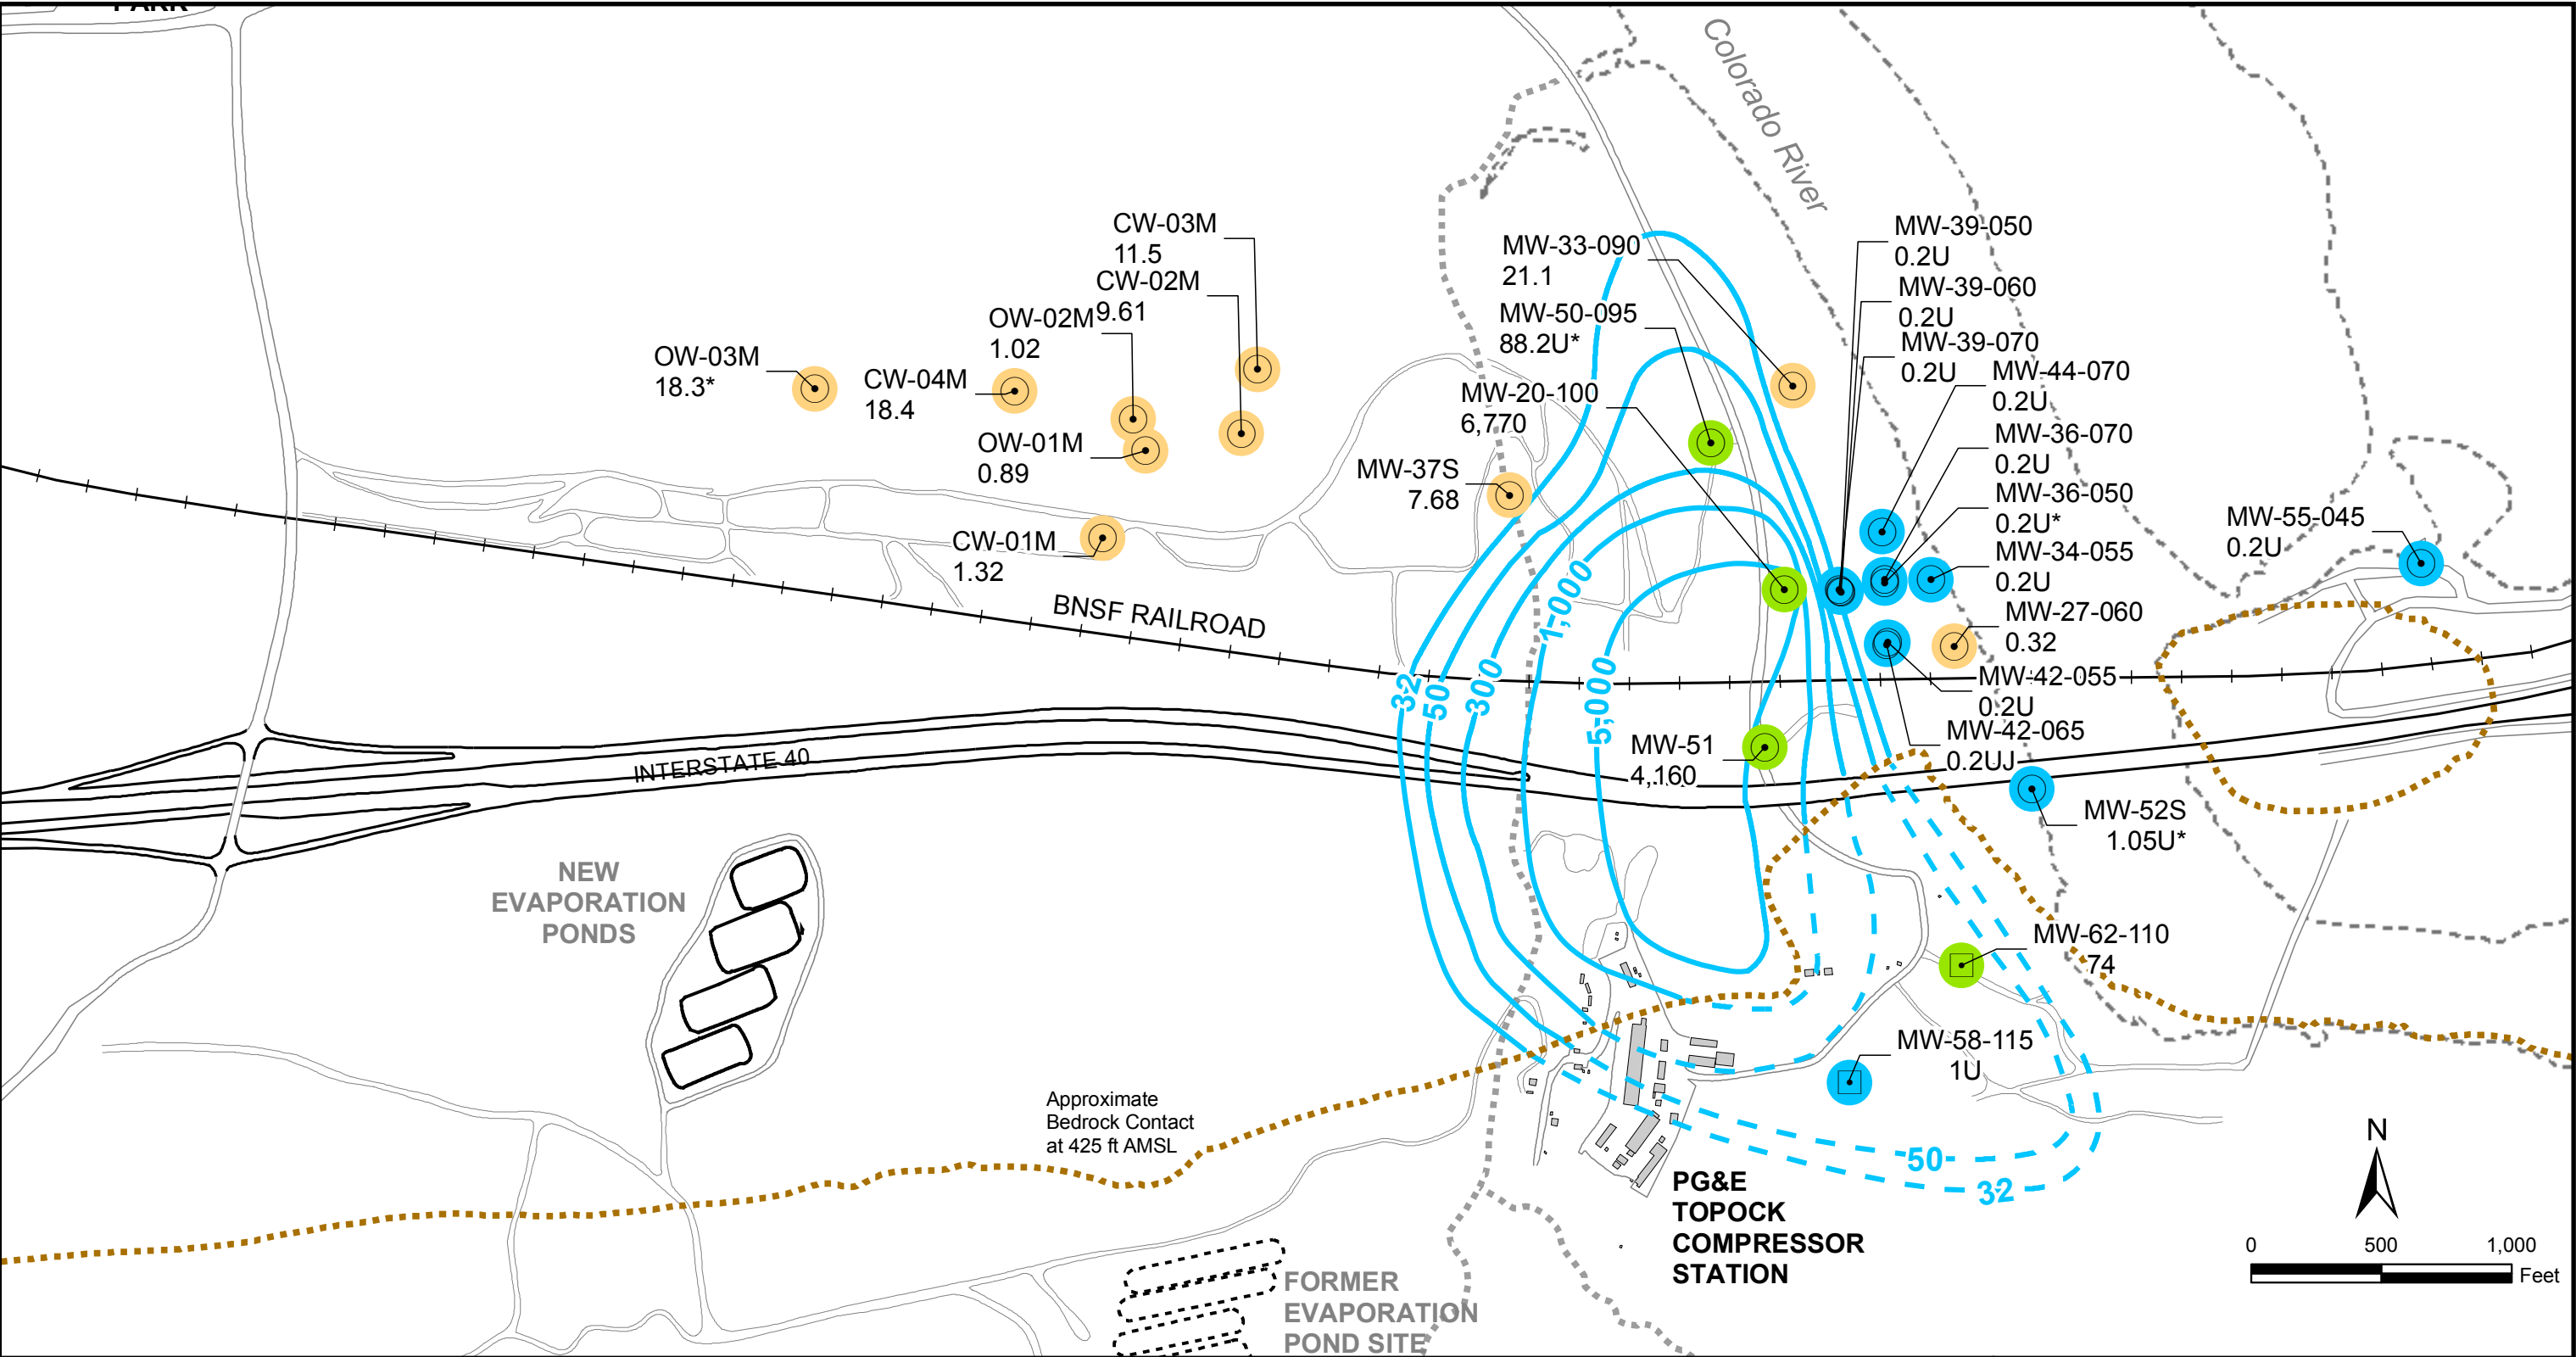 PARK
Colorado River
CW-03M
11.5
CW-02M
9.61
OW-02M
1.02
OW-03M
18.3*
CW-04M
18.4
OW-01M
0.89
CW-01M
1.32
MW-33-090
21.1
MW-50-095
88.2U*
MW-20-100
6,770
MW-37S
7.68
MW-39-050
0.2U
MW-39-060
0.2U
MW-39-070
0.2U
MW-44-070
0.2U
MW-36-070
0.2U
MW-36-050
0.2U*
MW-34-055
0.2U
MW-55-045
0.2U
MW-27-060
0.32
MW-42-055
0.2U
MW-42-065
0.2UJ
MW-51
4,160
MW-52S
1.05U*
MW-62-110
74
MW-58-115
1U
32
50
300
1,000
5,000
50
32
BNSF RAILROAD
INTERSTATE 40
NEW
EVAPORATION
PONDS
Approximate
Bedrock Contact
at 425 ft AMSL
PG&E
TOPOCK
COMPRESSOR
STATION
FORMER
EVAPORATION
POND SITE
N
0 500 1,000
Feet